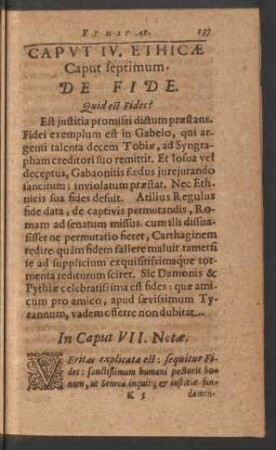 ETHICAE. 137
CAPVT IV. ETHICÆ
Caput septimum.
DE FIDE.
Quid est Fides?
Est justitia promissi dictum præstans.
Fidei exemplum est in Gabelo, qui ar-
genti talenta decem Tobiæ, ad Syngra-
pham creditori suo remittit. Et Iosua vel
deceptus, Gabaonitis fœdus jurejurando
sancitum inviolatum præstat. Nec Eth-
nicis sua fides defuit. Atilius Regulus
fide data, de captivis permutandis, Ro-
mam ad senatum missus. cum illis dissua-
sisset ne permutatio fieret, Carthaginem
redire quàm fidem fallere maluit tametsi
se ad supplicium exquisitissimaque tor-
menta rediturum sciret. Sic Damonis &
Pythiæ celebratissima est fides: quæ ami-
cum pro amico, apud sævissimum Ty-
rannum, vadem offerre non dubitat...
In Caput VII. Notæ.
VEritas explicata est: sequitur Fi-
des: sanctissimum humani pectoris bo-
num, ut Seneca inquit, & justitiæ fun-
K 5 damen-